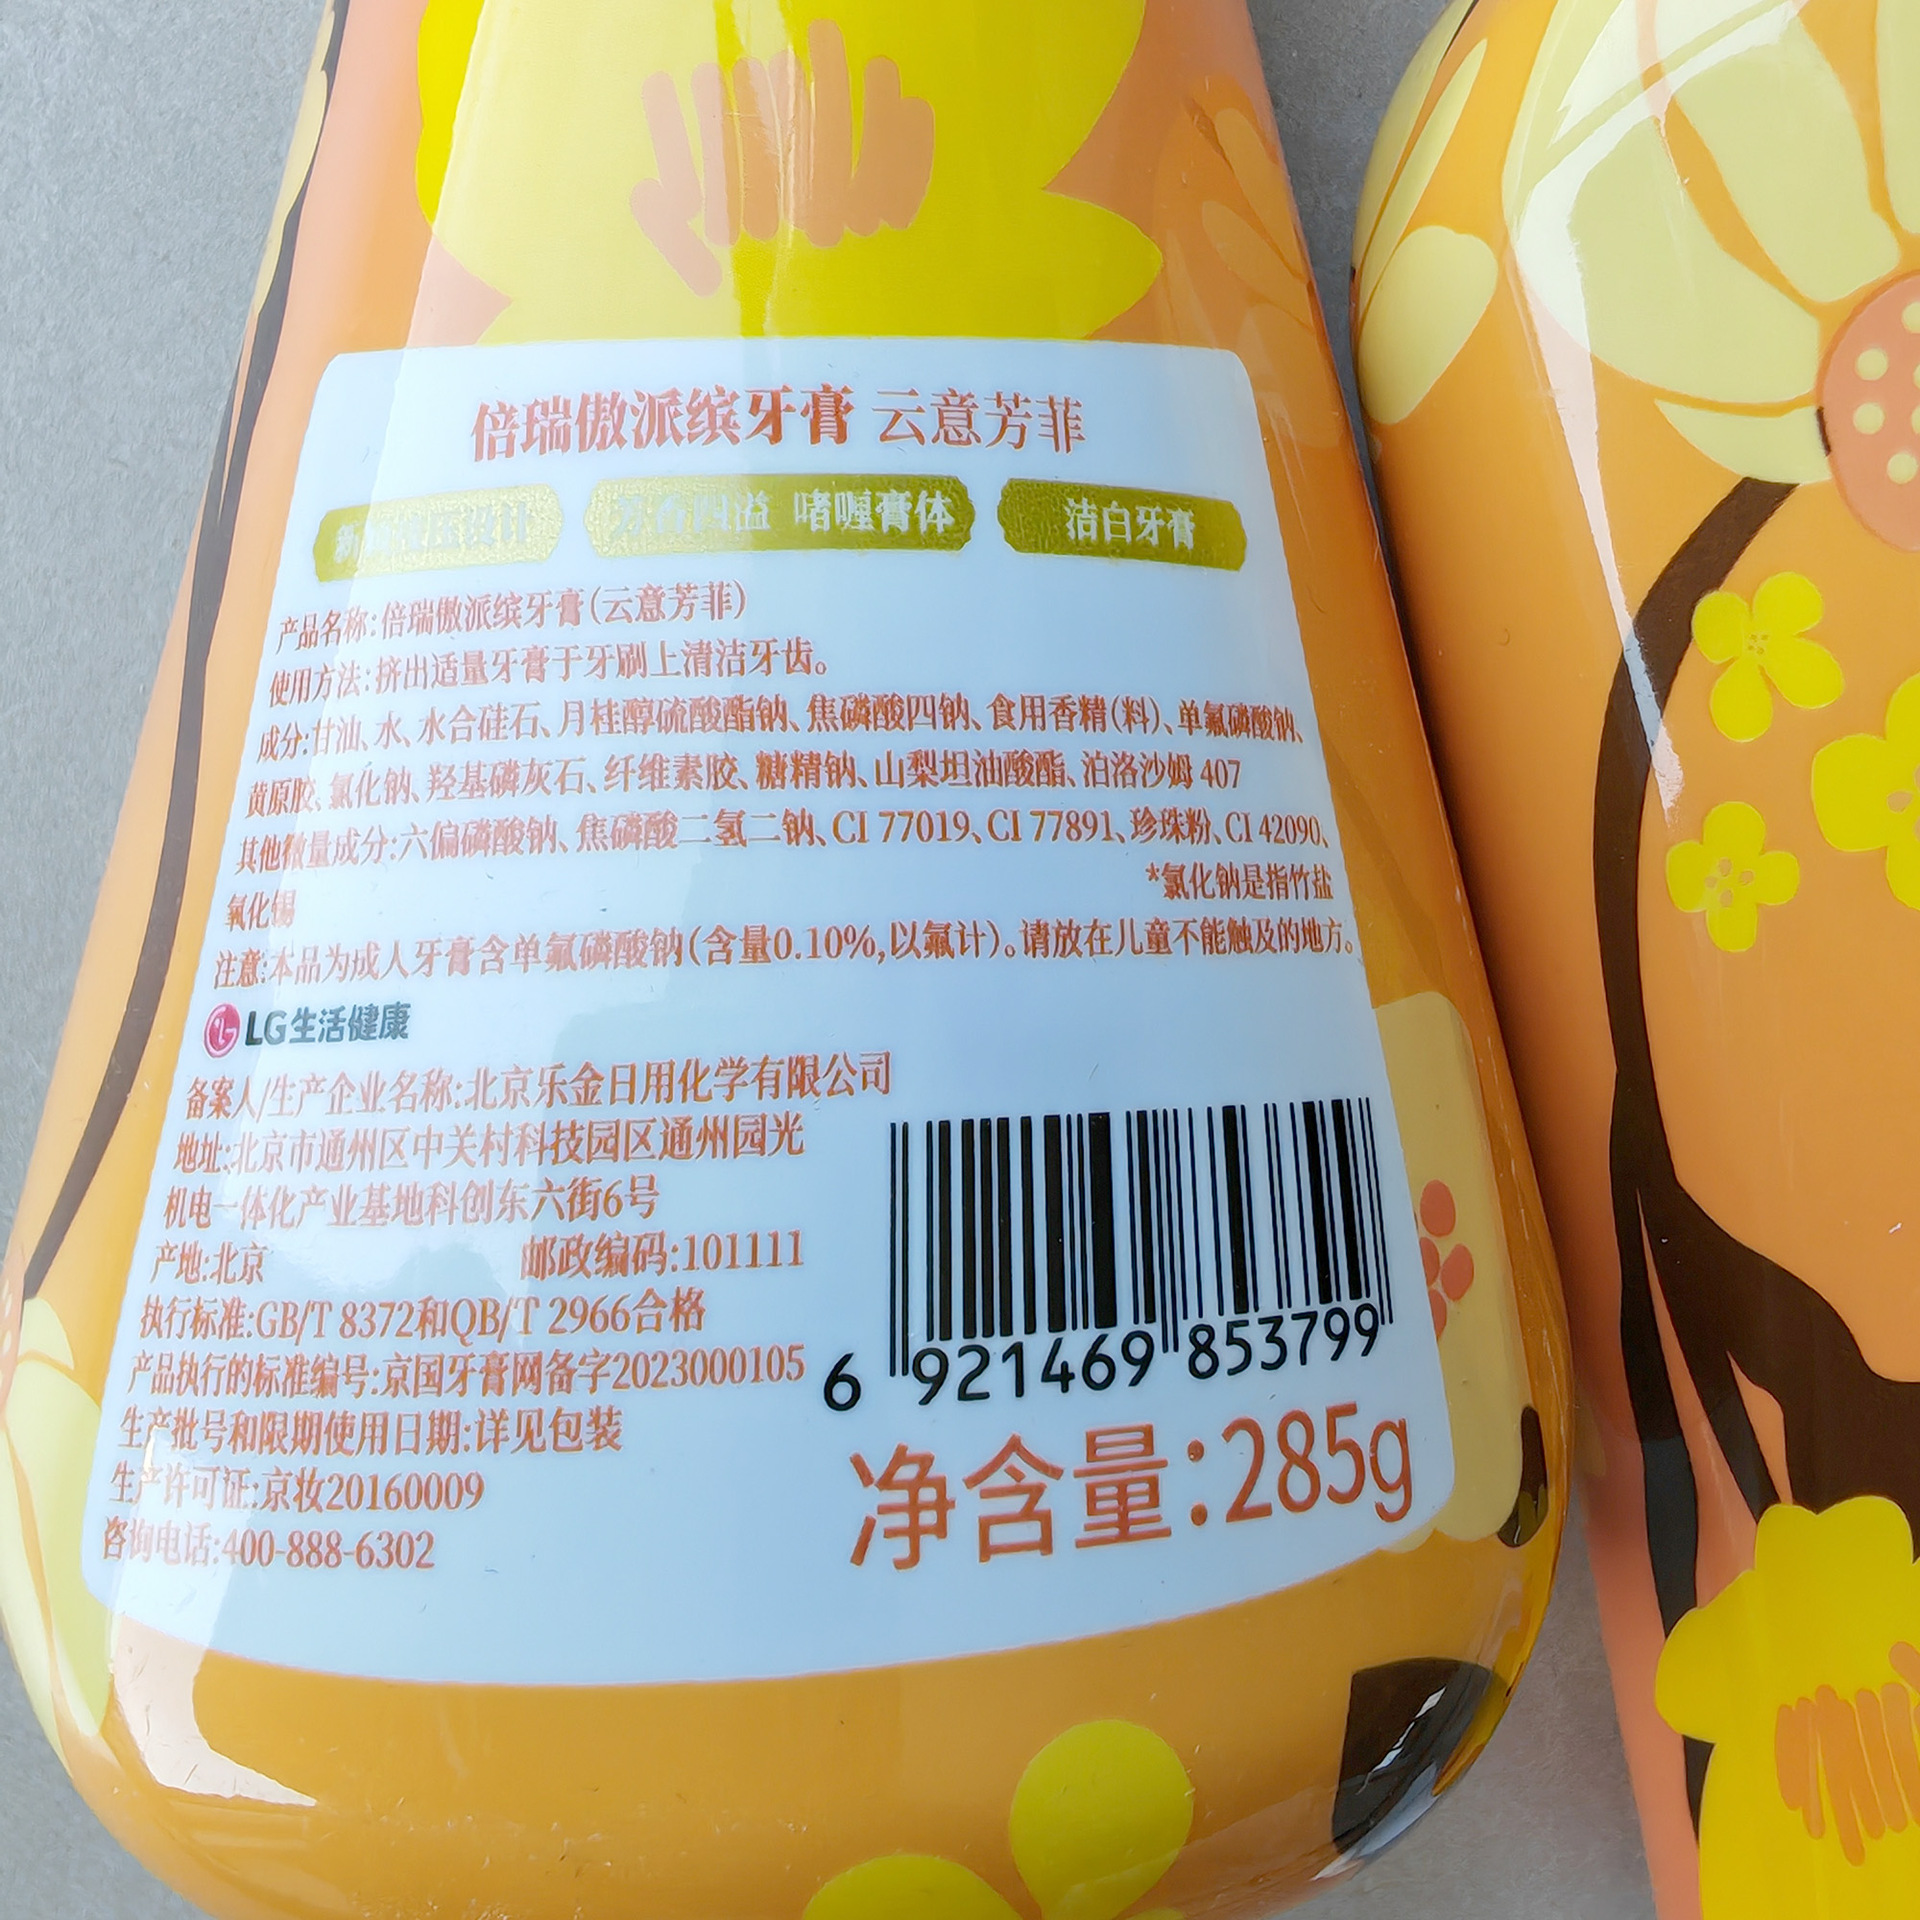 倍瑞傲派缤牙膏 云意芳菲
设计
芳香四溢 啫喱膏体
洁白牙膏
产品名称:倍瑞傲派缤牙膏(云意芳菲)
使用方法:挤出适量牙膏于牙刷上清洁牙齿。
成分:甘油、水、水合硅石、月桂醇硫酸酯钠、焦磷酸四钠、食用香精(料)、单氟磷酸钠、
黄原胶、氯化钠、羟基磷灰石、纤维素胶、糖精钠、山梨坦油酸酯、泊洛沙姆 407
其他微量成分:六偏磷酸钠、焦磷酸二氢二钠、CI 77019、CI 77891、珍珠粉、CI 42090、
氧化锡
*氯化钠是指竹盐
注意:本品为成人牙膏含单氟磷酸钠(含量0.10%,以氟计)。请放在儿童不能触及的地方。
LG生活健康
备案人/生产企业名称:北京乐金日用化学有限公司
地址:北京市通州区中关村科技园区通州园光
机电一体化产业基地科创东六街6号
产地:北京 邮政编码:101111
执行标准:GB/T 8372和QB/T 2966合格
产品执行的标准编号:京国牙膏网备字2023000105
生产批号和限期使用日期:详见包装
生产许可证:京妆20160009
咨询电话:400-888-6302
6 921469 853799
净含量:285g